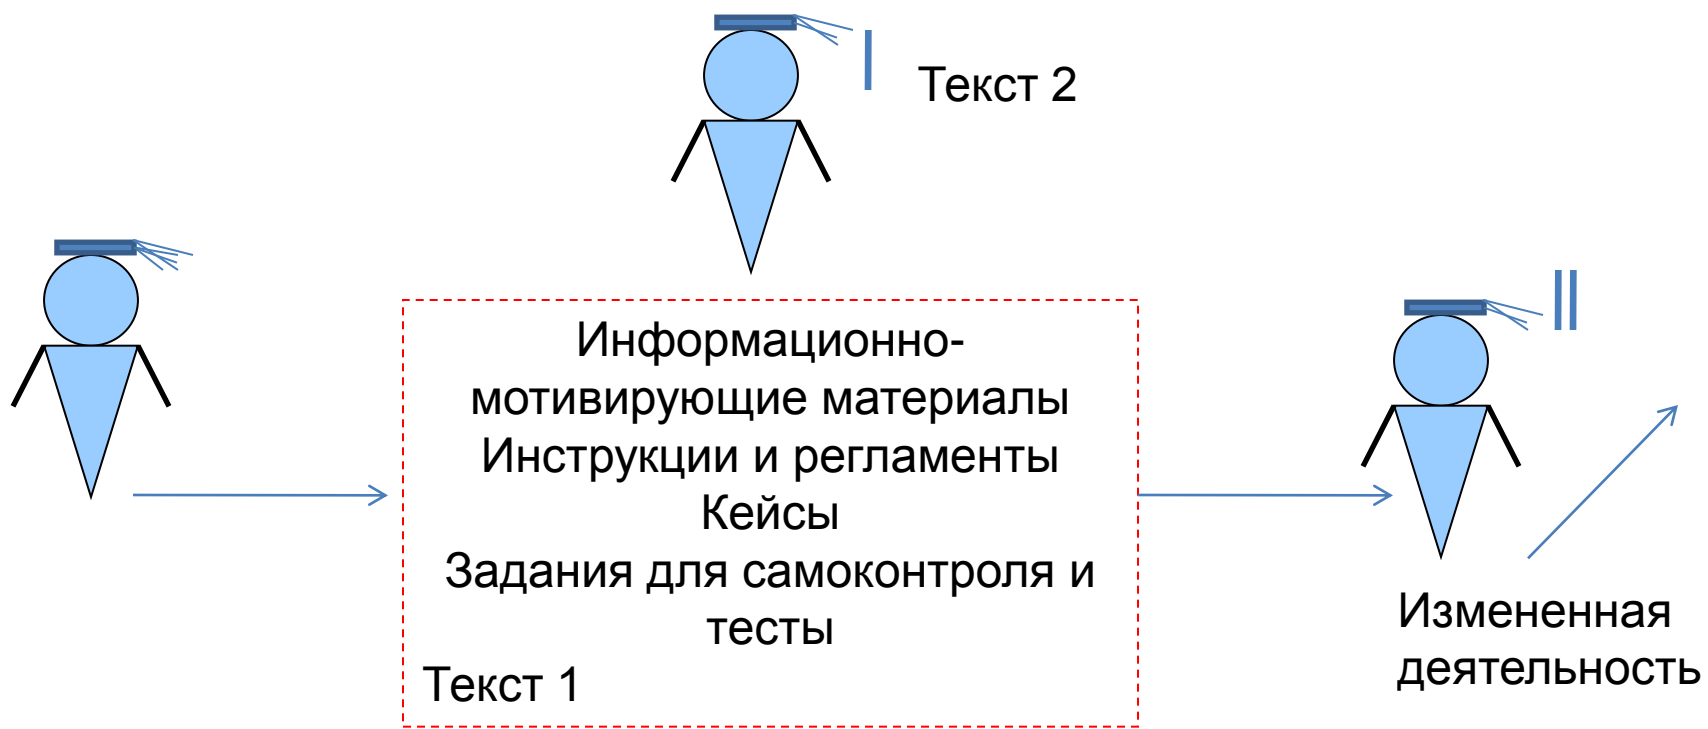 Текст 2
Информационно-
мотивирующие материалы
Инструкции и регламенты
Кейсы
Задания для самоконтроля и
тесты
Текст 1
Измененная
деятельность